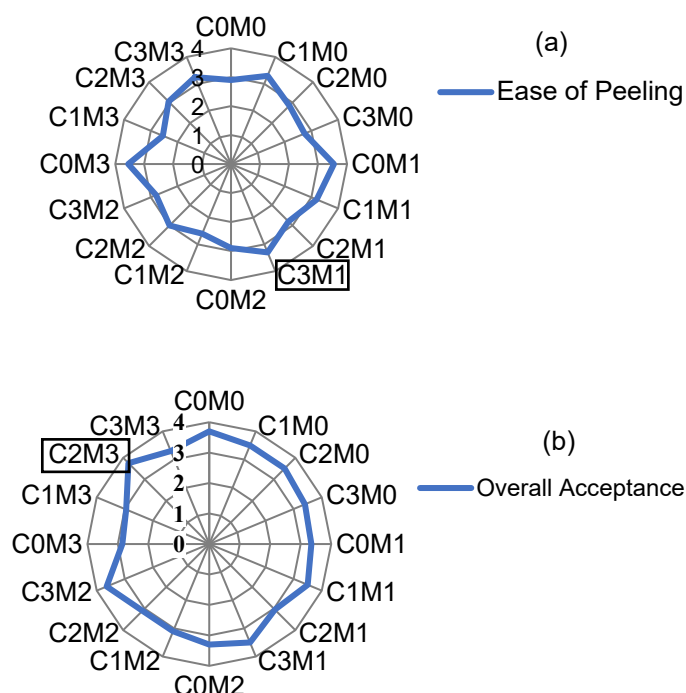 C0M0
(a)
C3M3
4
C1M0
C2M3
3
C2M0
Ease of Peeling
2
C1M3
C3M0
1
C0M3
0
C0M1
C3M2
C1M1
C2M2
C2M1
C1M2
C3M1
C0M2
C0M0
C3M3
4
C1M0
(b)
C2M3
3
C2M0
2
C1M3
C3M0
Overall Acceptance
1
C0M3
0
C0M1
C3M2
C1M1
C2M2
C2M1
C1M2
C3M1
C0M2